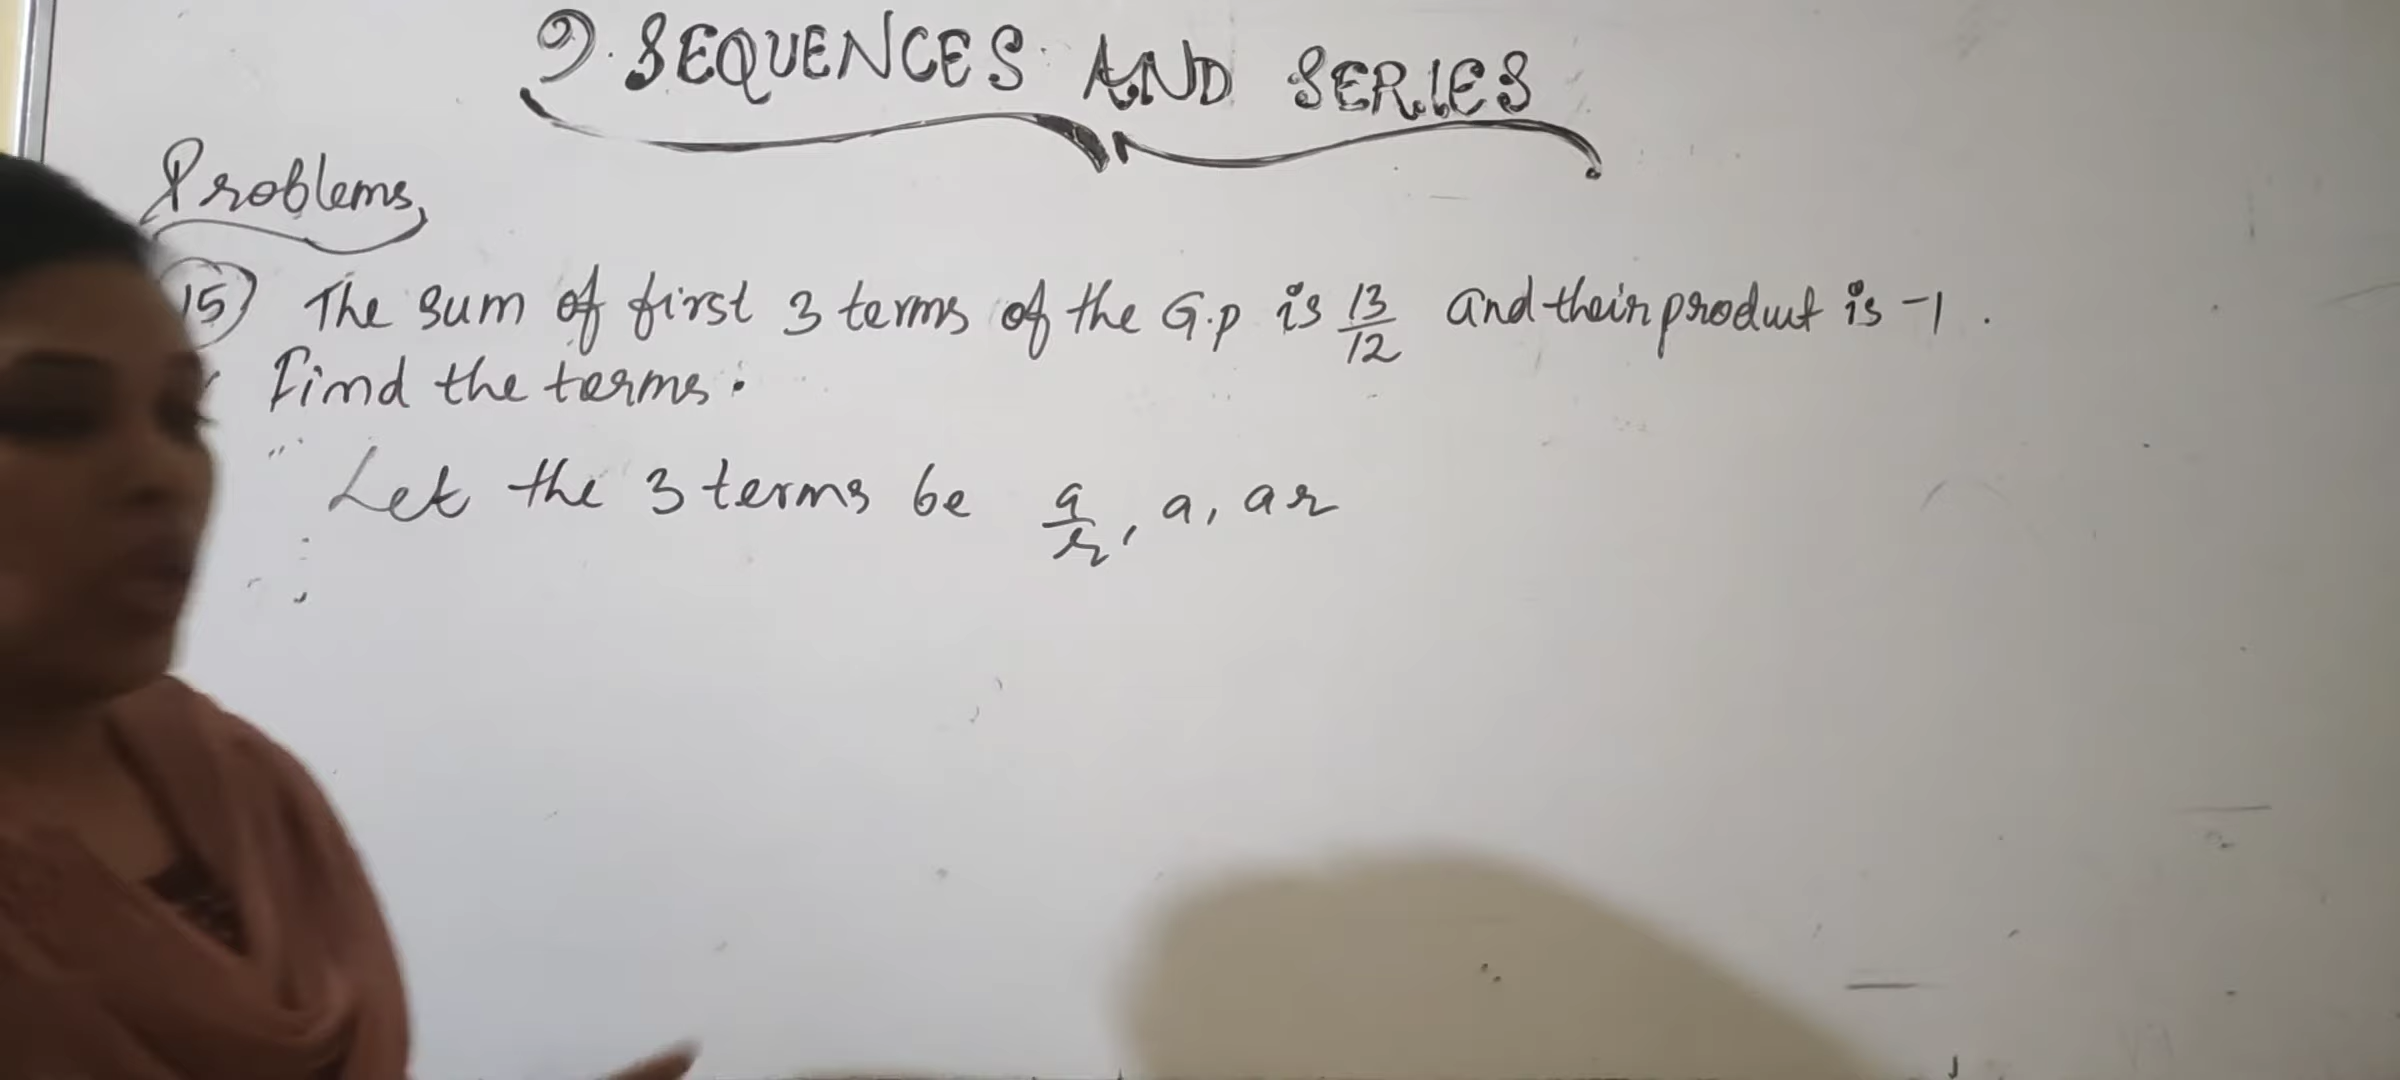 9. SEQUENCES AND SERIES
Problems,
15) The sum of first 3 terms of the G.p is 13/12 and their product is -1.
Find the terms.
Let the 3 terms be a/r, a, ar